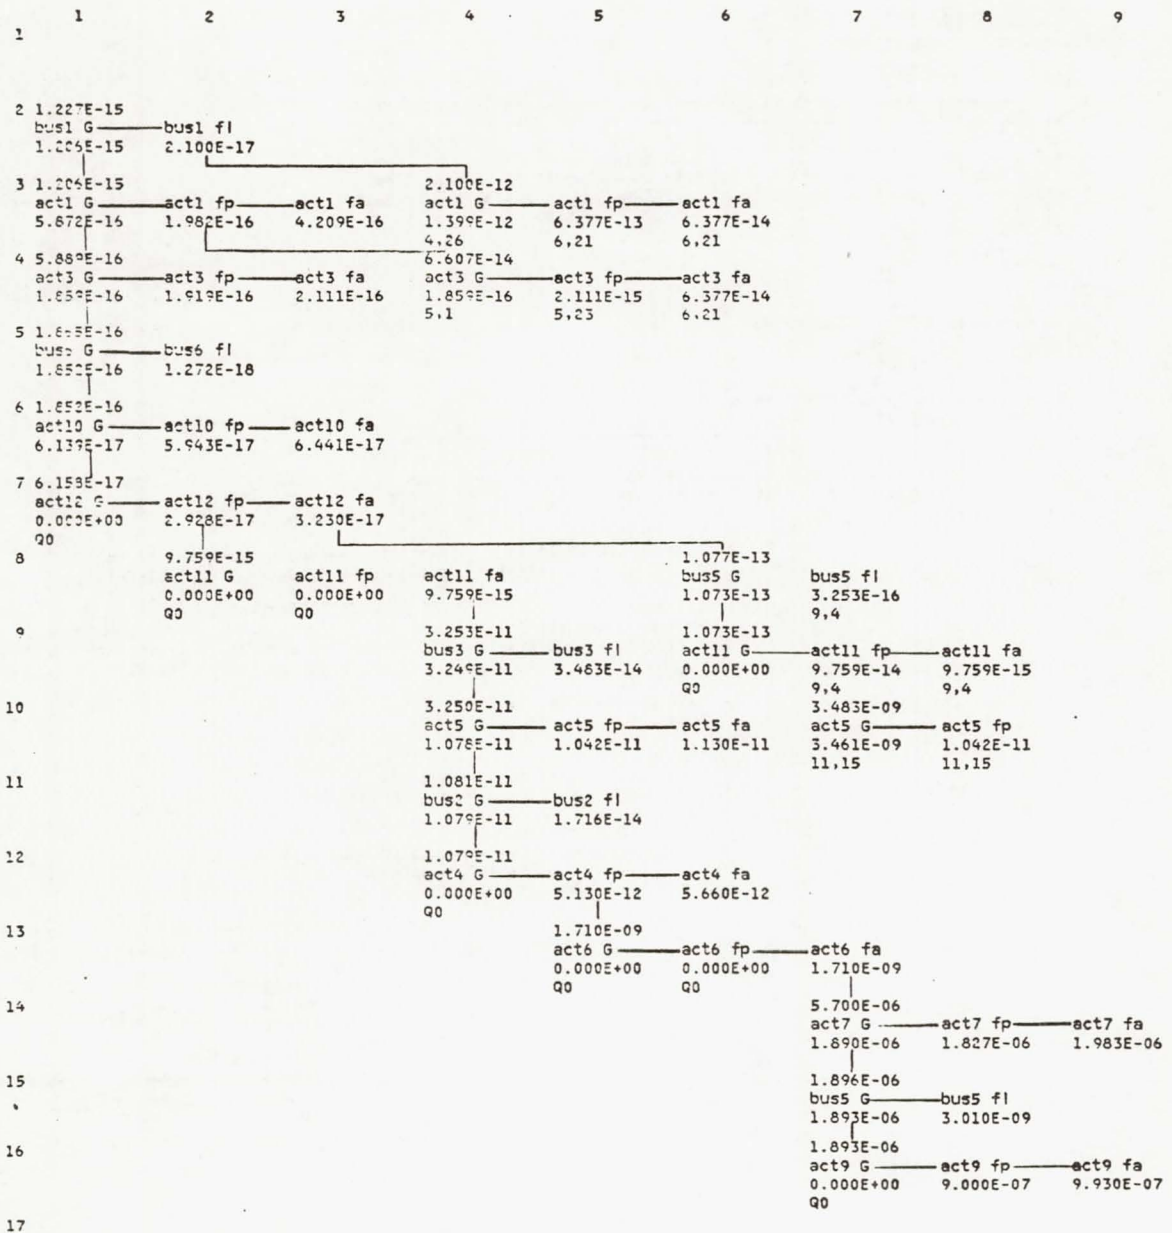 1 2 3 4 5 6 7 8 9
1
2 1.227E-15
bus1 G bus1 fl
1.206E-15 2.100E-17
3 1.206E-15 2.100E-12
act1 G act1 fp act1 fa act1 G act1 fp act1 fa
5.872E-16 1.982E-16 4.209E-16 1.399E-12 6.377E-13 6.377E-14
4,26 6,21 6,21
4 5.889E-16 6.607E-14
act3 G act3 fp act3 fa act3 G act3 fp act3 fa
1.859E-16 1.919E-16 2.111E-16 1.859E-16 2.111E-15 6.377E-14
5,1 5,23 6,21
5 1.865E-16
bus6 G bus6 fl
1.852E-16 1.272E-18
6 1.852E-16
act10 G act10 fp act10 fa
6.139E-17 5.943E-17 6.441E-17
7 6.158E-17
act12 G act12 fp act12 fa
0.000E+00 2.928E-17 3.230E-17
Q0
8 9.759E-15 1.077E-13
act11 G act11 fp act11 fa bus5 G bus5 fl
0.000E+00 0.000E+00 9.759E-15 1.073E-13 3.253E-16
Q0 Q0 9,4
9 3.253E-11 1.073E-13
bus3 G bus3 fl act11 G act11 fp act11 fa
3.249E-11 3.483E-14 0.000E+00 9.759E-14 9.759E-15
Q0 9,4 9,4
10 3.250E-11 3.483E-09
act5 G act5 fp act5 fa act5 G act5 fp
1.078E-11 1.042E-11 1.130E-11 3.461E-09 1.042E-11
11,15 11,15
11 1.081E-11
bus2 G bus2 fl
1.079E-11 1.716E-14
12 1.079E-11
act4 G act4 fp act4 fa
0.000E+00 5.130E-12 5.660E-12
Q0
13 1.710E-09
act6 G act6 fp act6 fa
0.000E+00 0.000E+00 1.710E-09
Q0 Q0
14 5.700E-06
act7 G act7 fp act7 fa
1.890E-06 1.827E-06 1.983E-06
15 1.896E-06
bus5 G bus5 fl
1.893E-06 3.010E-09
16 1.893E-06
act9 G act9 fp act9 fa
0.000E+00 9.000E-07 9.930E-07
Q0
17